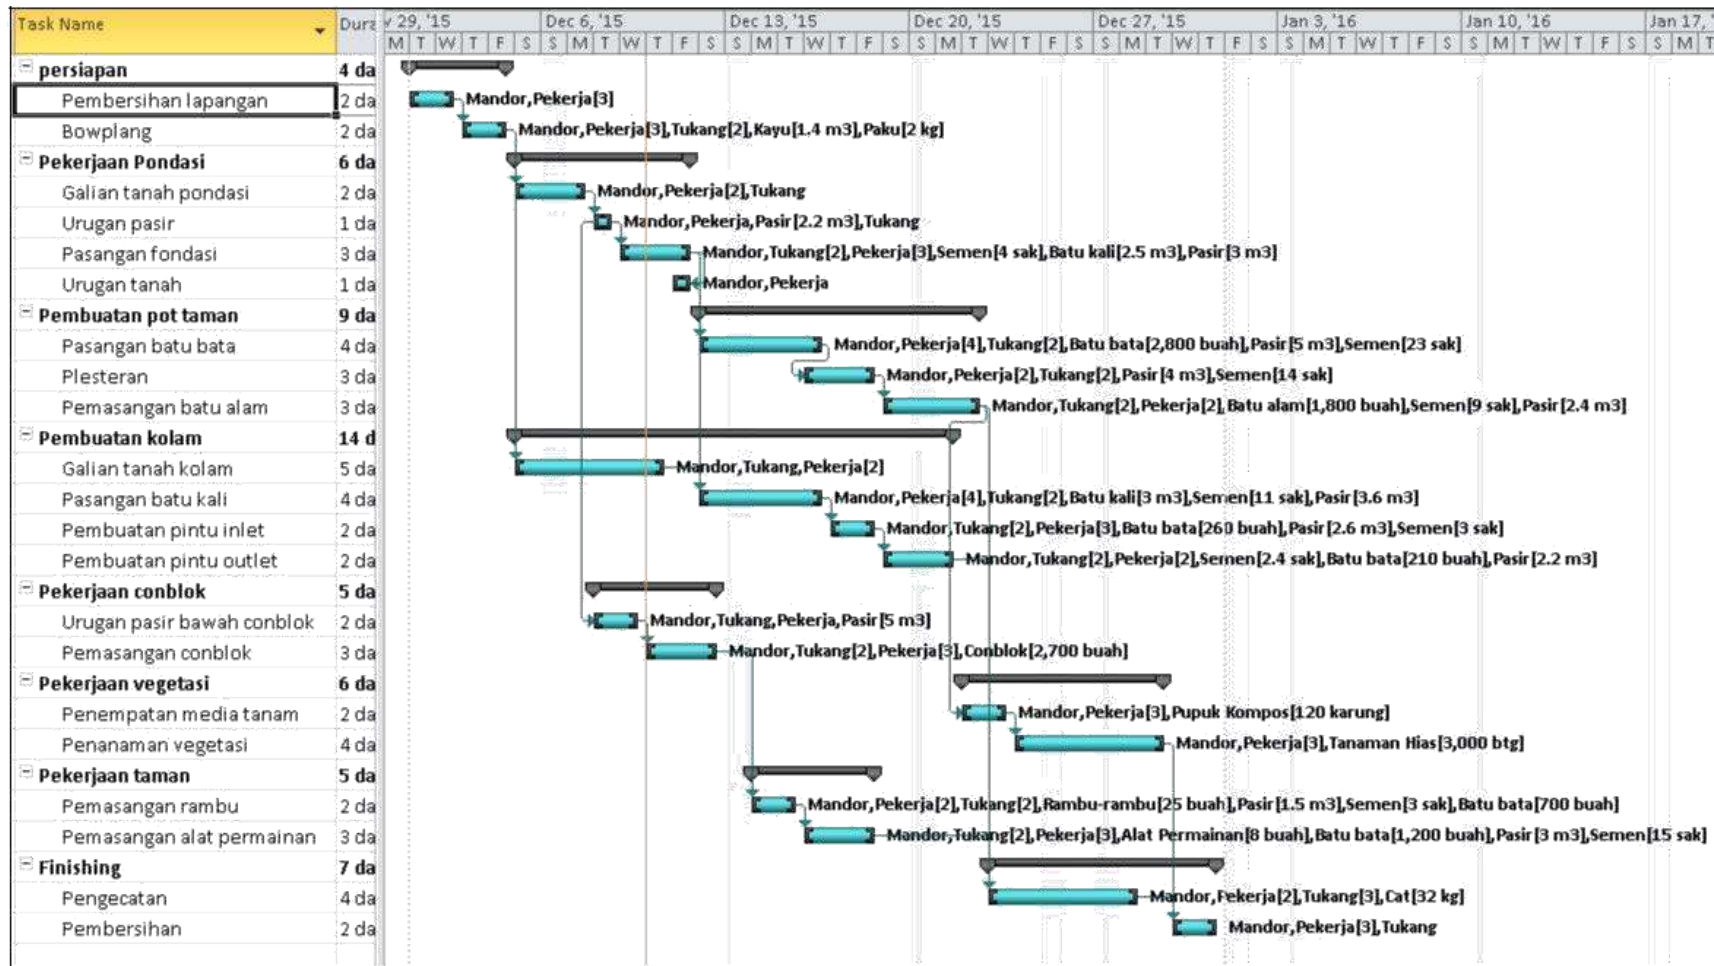 Task Name Dura y 29, '15 Dec 6, '15 Dec 13, '15 Dec 20, '15 Dec 27, '15 Jan 3, '16 Jan 10, '16 Jan 17, '
M T W T F S S M T W T F S S M T W T F S S M T W T F S S M T W T F S S M T W T F S S M T W T F S S M T
persiapan 4 da
Pembersihan lapangan 2 da Mandor,Pekerja[3]
Bowplang 2 da Mandor,Pekerja[3],Tukang[2],Kayu[1.4 m3],Paku[2 kg]
Pekerjaan Pondasi 6 da
Galian tanah pondasi 2 da Mandor,Pekerja[2],Tukang
Urugan pasir 1 da Mandor,Pekerja,Pasir[2.2 m3],Tukang
Pasangan fondasi 3 da Mandor,Tukang[2],Pekerja[3],Semen[4 sak],Batu kali[2.5 m3],Pasir[3 m3]
Urugan tanah 1 da Mandor,Pekerja
Pembuatan pot taman 9 da
Pasangan batu bata 4 da Mandor,Pekerja[4],Tukang[2],Batu bata[2,800 buah],Pasir[5 m3],Semen[23 sak]
Plesteran 3 da Mandor,Pekerja[2],Tukang[2],Pasir[4 m3],Semen[14 sak]
Pemasangan batu alam 3 da Mandor,Tukang[2],Pekerja[2],Batu alam[1,800 buah],Semen[9 sak],Pasir[2.4 m3]
Pembuatan kolam 14 d
Galian tanah kolam 5 da Mandor,Tukang,Pekerja[2]
Pasangan batu kali 4 da Mandor,Pekerja[4],Tukang[2],Batu kali[3 m3],Semen[11 sak],Pasir[3.6 m3]
Pembuatan pintu inlet 2 da Mandor,Tukang[2],Pekerja[3],Batu bata[260 buah],Pasir[2.6 m3],Semen[3 sak]
Pembuatan pintu outlet 2 da Mandor,Tukang[2],Pekerja[2],Semen[2.4 sak],Batu bata[210 buah],Pasir[2.2 m3]
Pekerjaan conblok 5 da
Urugan pasir bawah conblok 2 da Mandor,Tukang,Pekerja,Pasir[5 m3]
Pemasangan conblok 3 da Mandor,Tukang[2],Pekerja[3],Conblok[2,700 buah]
Pekerjaan vegetasi 6 da
Penempatan media tanam 2 da Mandor,Pekerja[3],Pupuk Kompos[120 karung]
Penanaman vegetasi 4 da Mandor,Pekerja[3],Tanaman Hias[3,000 btg]
Pekerjaan taman 5 da
Pemasangan rambu 2 da Mandor,Pekerja[2],Tukang[2],Rambu-rambu[25 buah],Pasir[1.5 m3],Semen[3 sak],Batu bata[700 buah]
Pemasangan alat permainan 3 da Mandor,Tukang[2],Pekerja[3],Alat Permainan[8 buah],Batu bata[1,200 buah],Pasir[3 m3],Semen[15 sak]
Finishing 7 da
Pengecatan 4 da Mandor,Pekerja[2],Tukang[3],Cat[32 kg]
Pembersihan 2 da Mandor,Pekerja[3],Tukang